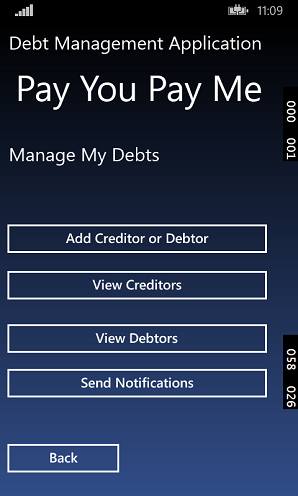 11:09
Debt Management Application
Pay You Pay Me
000 001
Manage My Debts
Add Creditor or Debtor
View Creditors
View Debtors
058 026
Send Notifications
Back